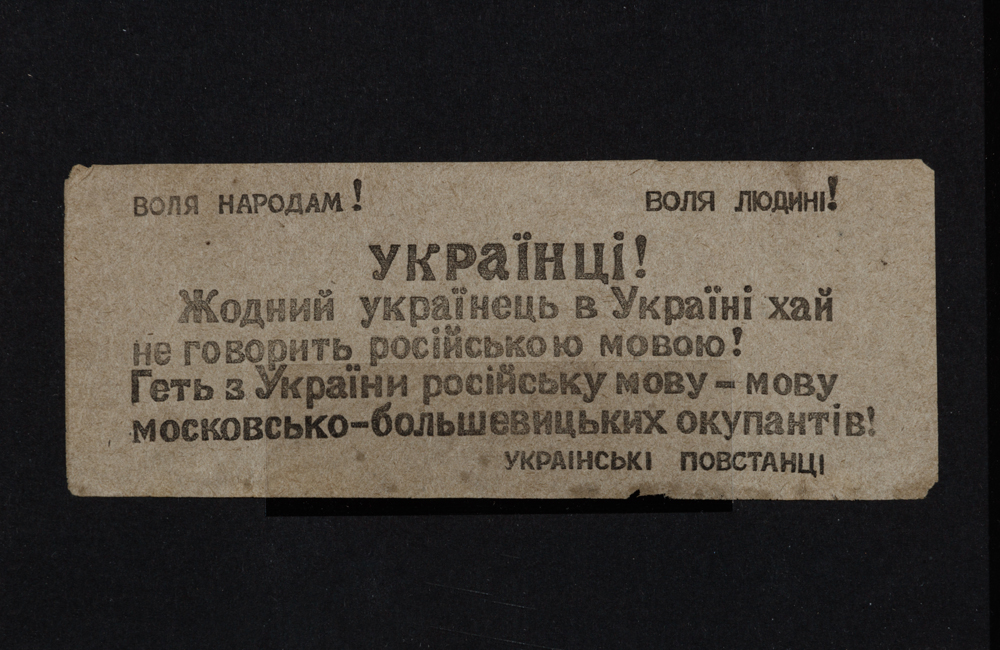 ВОЛЯ НАРОДАМ! ВОЛЯ ЛЮДИНІ!
УКРАЇНЦІ!
Жодний українець в Україні хай
не говорить російською мовою!
Геть з України російську мову – мову
московсько-большевицьких окупантів!
УКРАІНСЬКІ ПОВСТАНЦІ